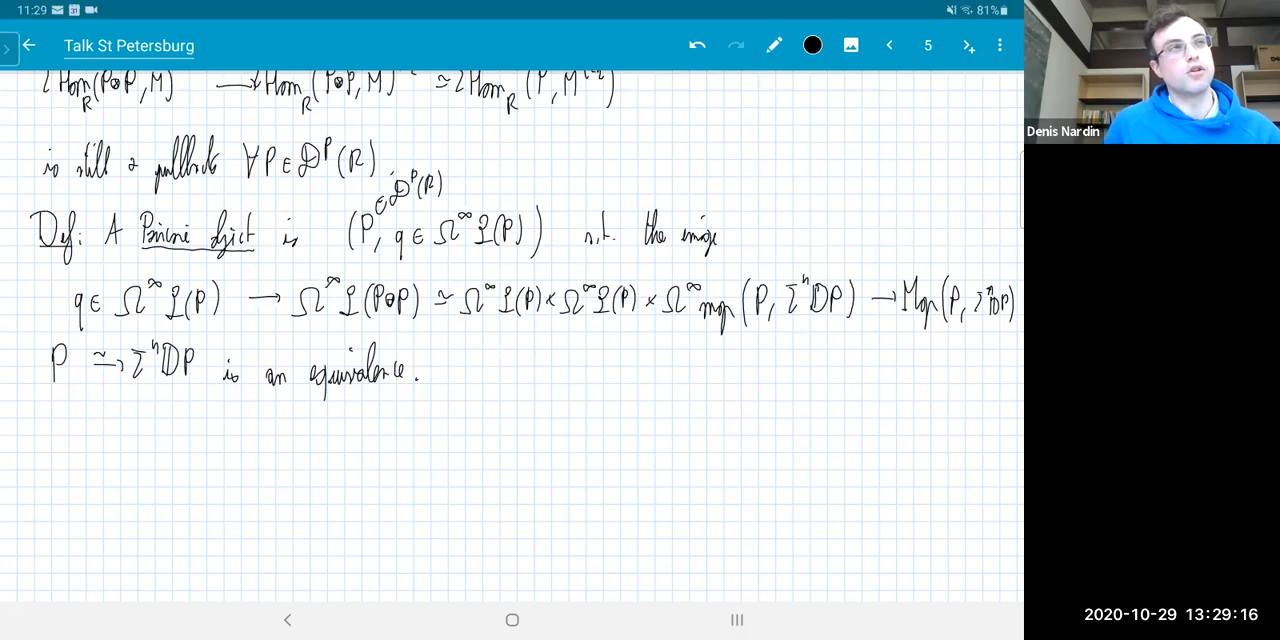 11:29 81%
Talk St Petersburg 5
Hom_R (P⊗P, M) → Hom_R (P⊗P, M) ≃ Hom_R (P,
is still a pullback ∀P ∈ 𝒟^p(R)
∈ 𝒟^p(R)
Def: A Poincaré object is (P, q ∈ Ω^∞ Ϙ(P)) s.t. the image
q ∈ Ω^∞ Ϙ(P) → Ω^∞ Ϙ(P⊕P) ≃ Ω^∞ Ϙ(P) × Ω^∞ Ϙ(P) × Ω^∞ map (P, Σ^n 𝔻P) → Map (P, Σ^n 𝔻P)
P ≃→ Σ^n 𝔻P is an equivalence.
Denis Nardin
2020-10-29 13:29:16